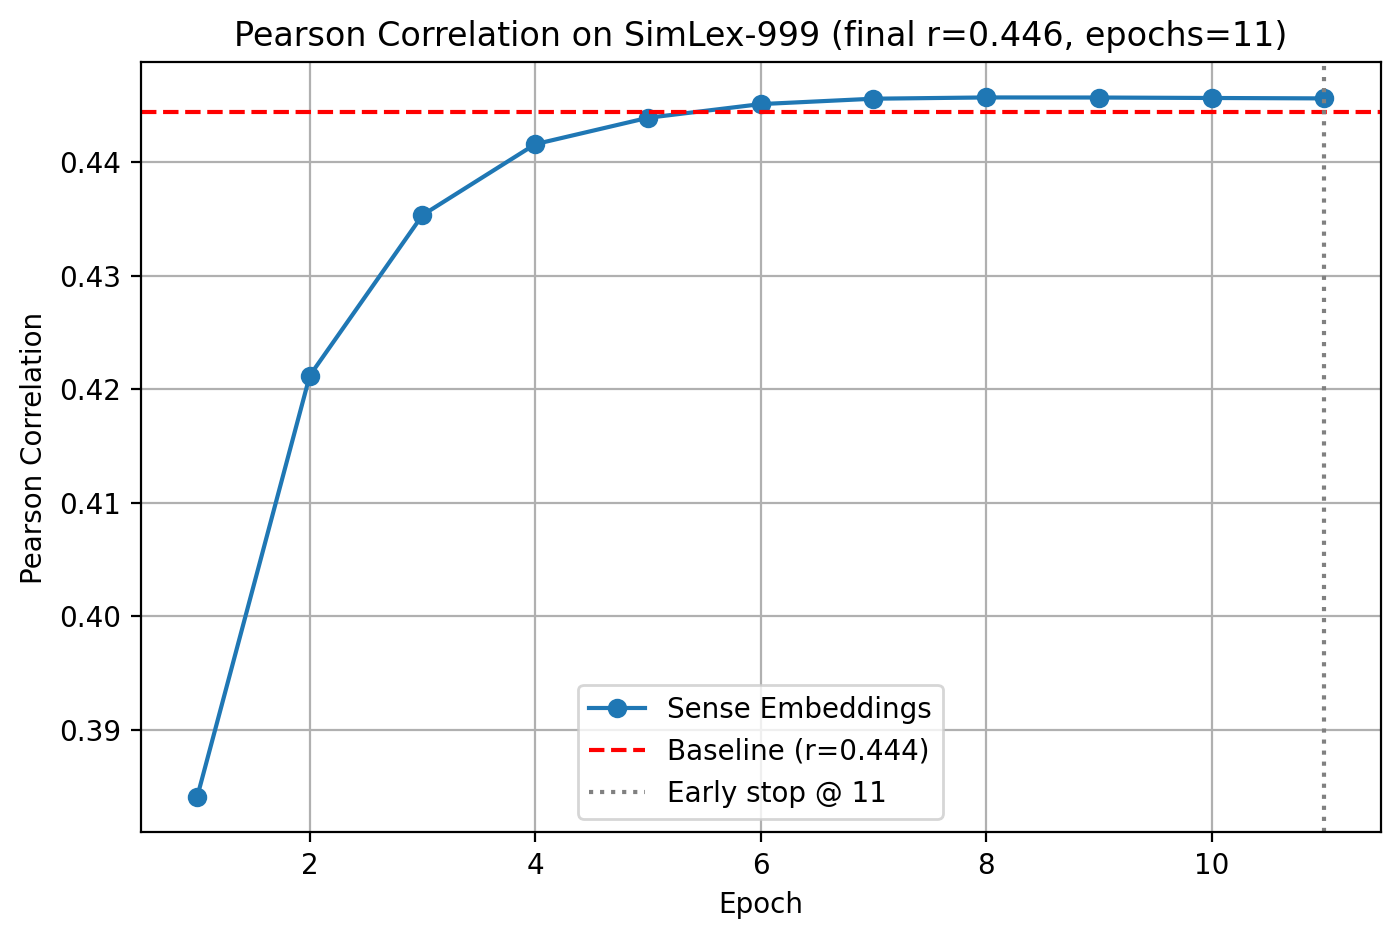 Pearson Correlation on SimLex-999 (final r=0.446, epochs=11)
Pearson Correlation
0.44
0.43
0.42
0.41
0.40
0.39
Sense Embeddings
Baseline (r=0.444)
Early stop @ 11
2 4 6 8 10
Epoch